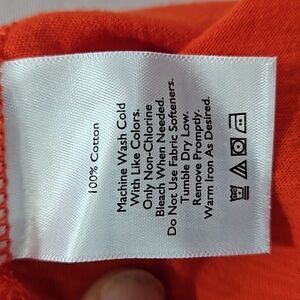 100% Cotton
Machine Wash Cold
With Like Colors.
Only Non-Chlorine
Bleach When Needed.
Do Not Use Fabric Softeners.
Tumble Dry Low.
Remove Promptly.
Warm Iron As Desired.